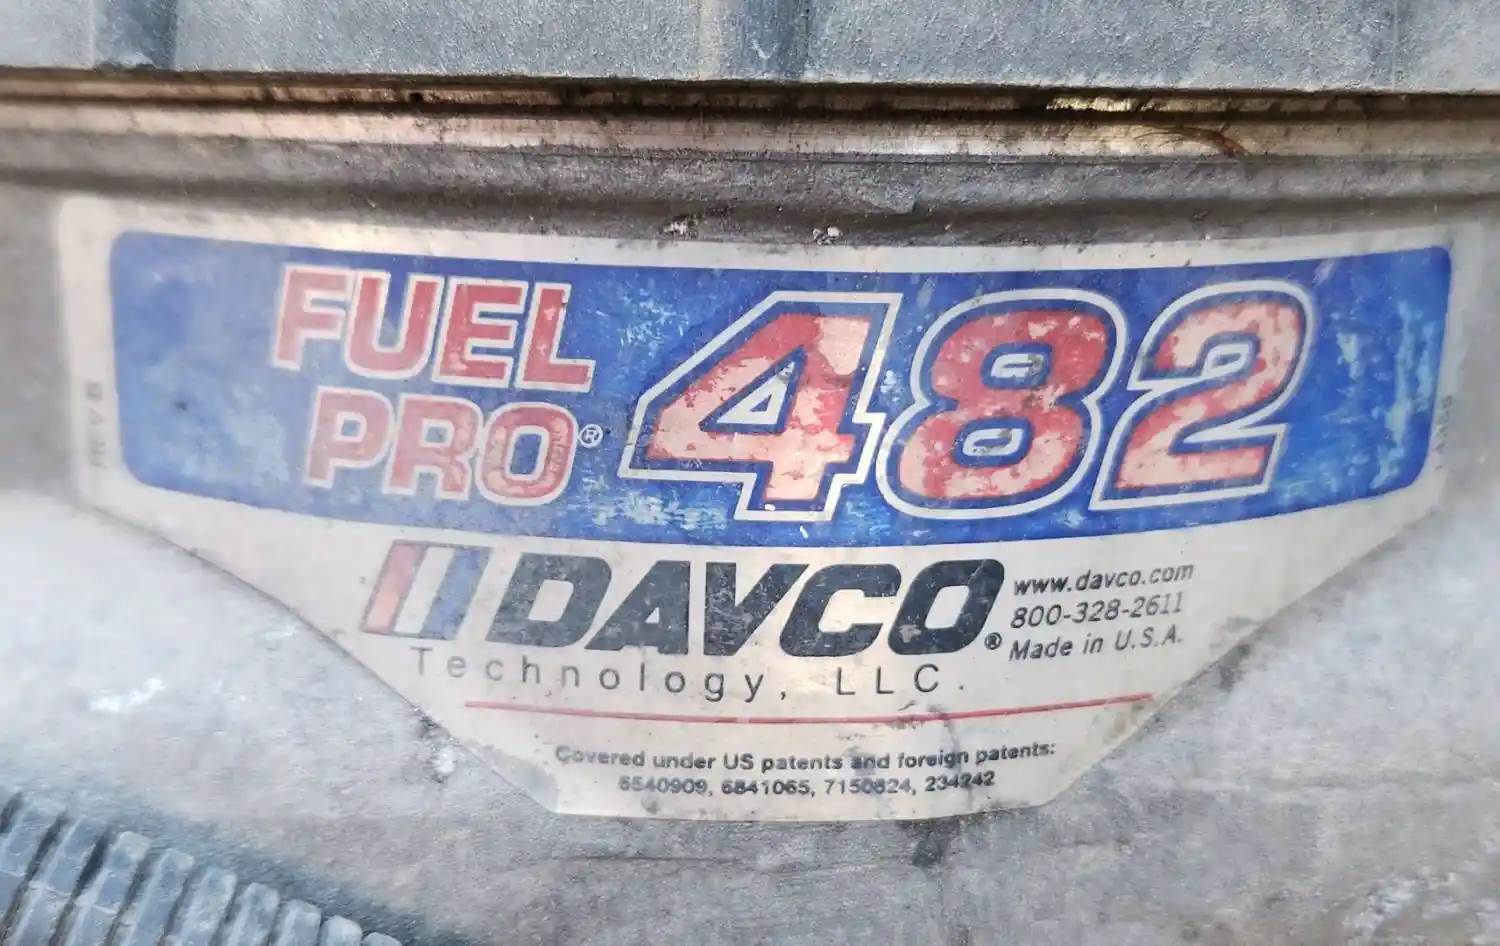 FUEL
PRO® 482
DAVCO®
Technology, LLC.
www.davco.com
800-328-2611
Made in U.S.A.
Covered under US patents and foreign patents:
6540909, 6841065, 7150824, 234242
REV B